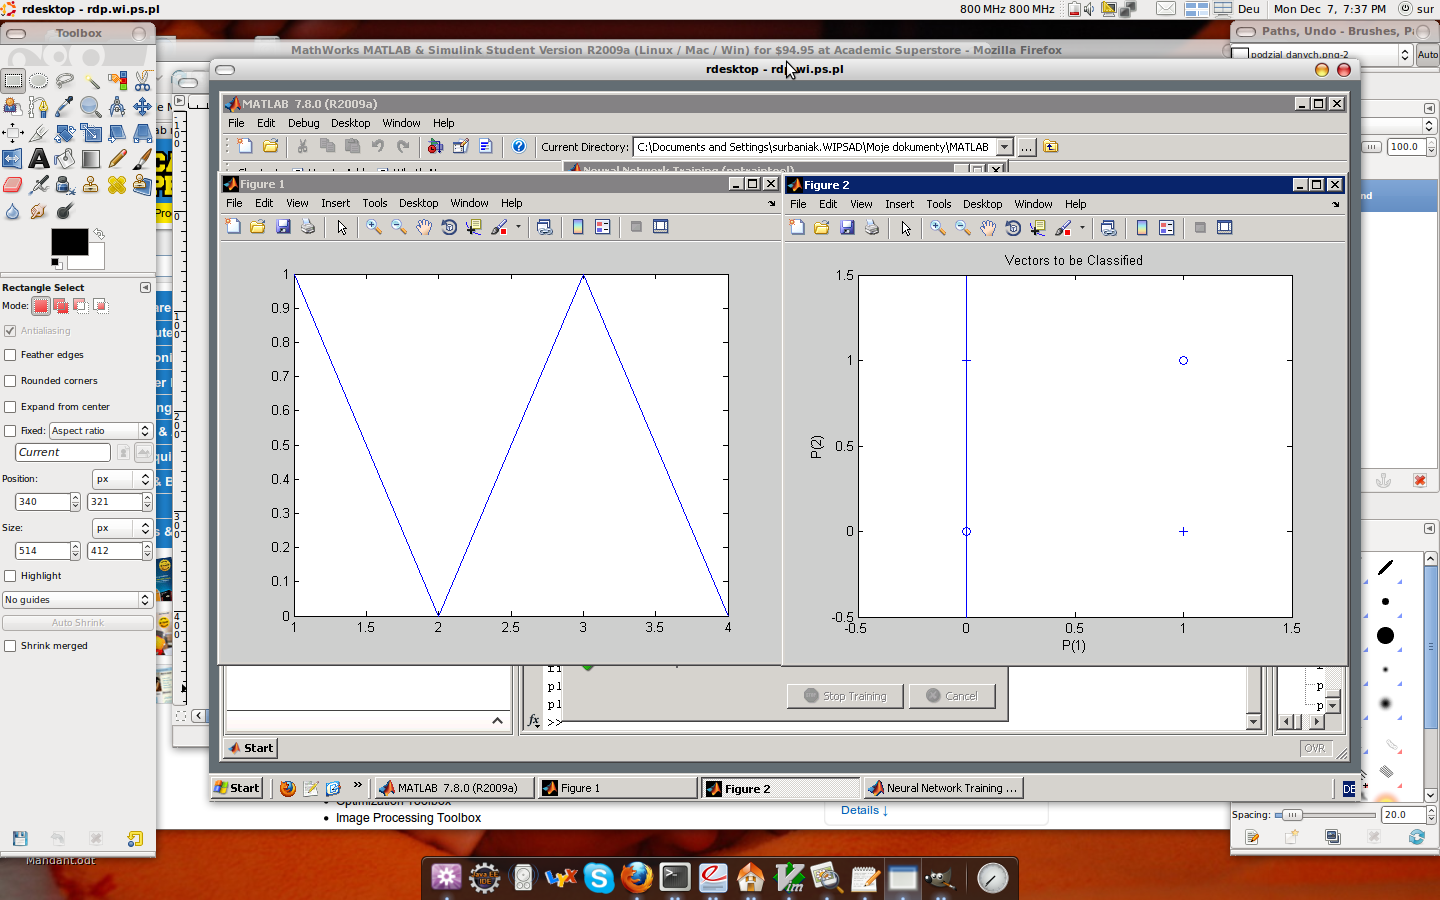 rdesktop - rdp.wi.ps.pl
800 MHz 800 MHz
Deu
Mon Dec 7, 7:37 PM
sur
Toolbox
MathWorks MATLAB & Simulink Student Version R2009a (Linux / Mac / Win) for $94.95 at Academic Superstore - Mozilla Firefox
Paths, Undo - Brushes, P
podzial danych.png-2
Auto
rdesktop - rdp.wi.ps.pl
MATLAB 7.8.0 (R2009a)
File Edit Debug Desktop Window Help
Current Directory: C:\Documents and Settings\surbaniak.WIPSAD\Moje dokumenty\MATLAB
100.0
Neural Network Training (nntraintool)
Figure 1
File Edit View Insert Tools Desktop Window Help
1
0.9
0.8
0.7
0.6
0.5
0.4
0.3
0.2
0.1
0
1 1.5 2 2.5 3 3.5 4
Figure 2
File Edit View Insert Tools Desktop Window Help
Vectors to be Classified
1.5
1
0.5
0
-0.5
P(2)
-0.5 0 0.5 1 1.5
P(1)
Rectangle Select
Mode:
Antialiasing
Feather edges
Rounded corners
Expand from center
Fixed: Aspect ratio
Current
Position: px
340 321
Size: px
514 412
Highlight
No guides
Auto Shrink
Shrink merged
pl
pl
>>
Stop Training
Cancel
Start
OVR
Start
MATLAB 7.8.0 (R2009a)
Figure 1
Figure 2
Neural Network Training ...
DE
Image Processing Toolbox
Details ↓
Spacing: 20.0
Mandant.odt